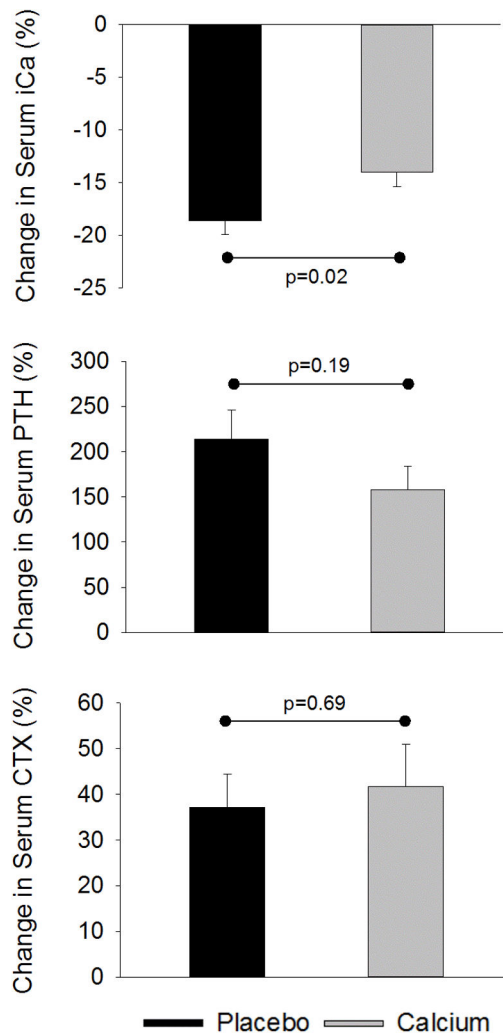 Change in Serum iCa (%)
0
-5
-10
-15
-20
-25
p=0.02
Change in Serum PTH (%)
300
250
200
150
100
50
0
p=0.19
Change in Serum CTX (%)
60
50
40
30
20
10
0
p=0.69
Placebo Calcium